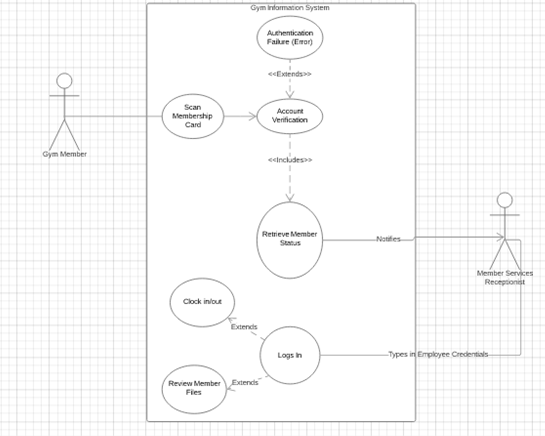 Gym Information System
Authentication
Failure (Error)
<<Extends>>
Scan
Membership
Card
Account
Verification
Gym Member
<<Includes>>
Retrieve Member
Status
Notifies
Member Services
Receptionist
Clock in/out
Extends
Logs In
Types in Employee Credentials
Extends
Review Member
Files